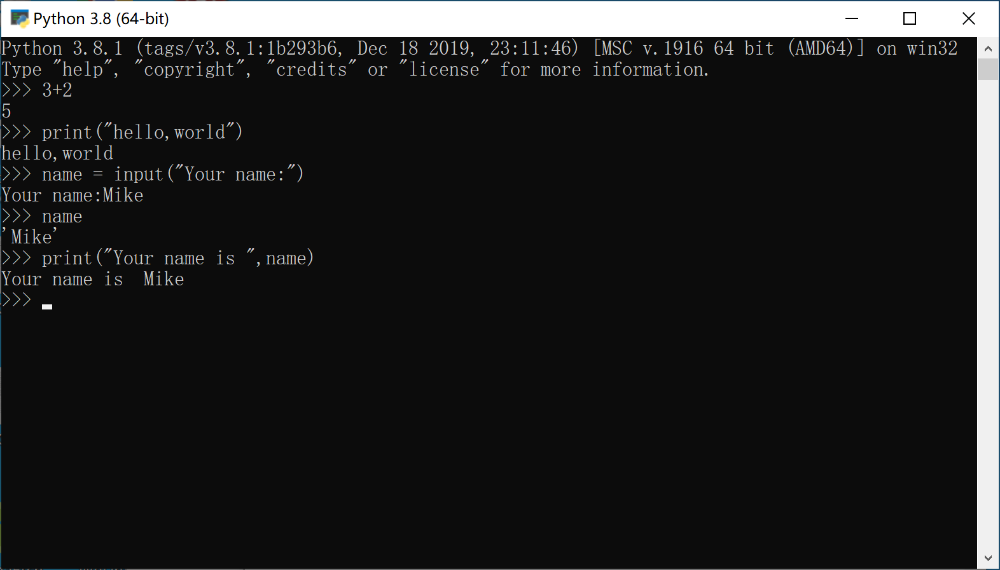 Python 3.8 (64-bit)
Python 3.8.1 (tags/v3.8.1:1b293b6, Dec 18 2019, 23:11:46) [MSC v.1916 64 bit (AMD64)] on win32
Type "help", "copyright", "credits" or "license" for more information.
>>> 3+2
5
>>> print("hello,world")
hello,world
>>> name = input("Your name:")
Your name:Mike
>>> name
'Mike'
>>> print("Your name is ",name)
Your name is  Mike
>>>